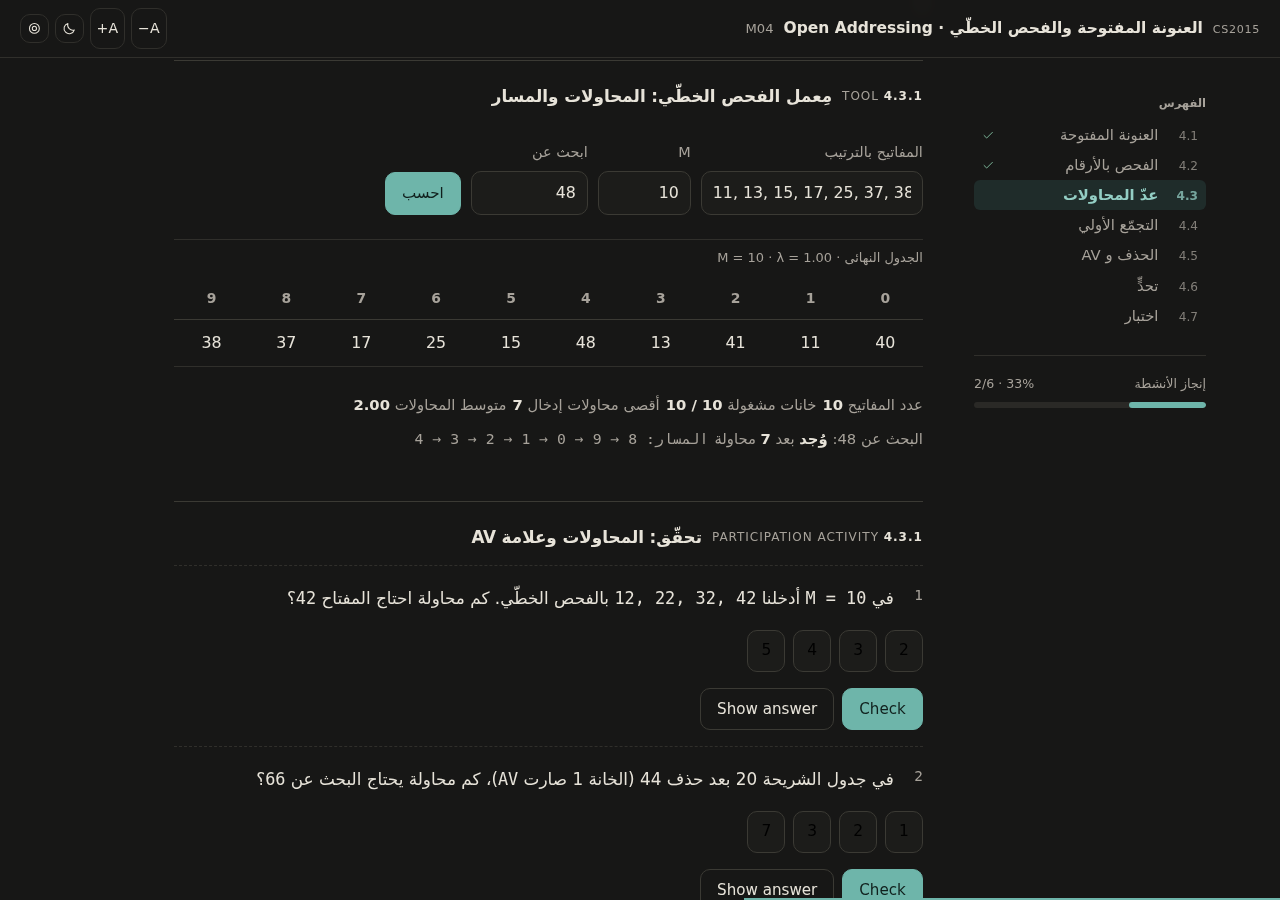 CS2015 العنونة المفتوحة والفحص الخطّي · Open Addressing M04
A− A+
الفهرس
4.1 العنونة المفتوحة ✓
4.2 الفحص بالأرقام ✓
4.3 عدّ المحاولات
4.4 التجمّع الأولي
4.5 الحذف و AV
4.6 تحدٍّ
4.7 اختبار
إنجاز الأنشطة 2/6 · 33%
4.3.1 TOOL مِعمل الفحص الخطّي: المحاولات والمسار
المفاتيح بالترتيب M ابحث عن
11, 13, 15, 17, 25, 37, 38 10 48 احسب
الجدول النهائي · M = 10 · λ = 1.00
0 1 2 3 4 5 6 7 8 9
40 11 41 13 48 15 25 17 37 38
عدد المفاتيح 10 خانات مشغولة 10 / 10 أقصى محاولات إدخال 7 متوسط المحاولات 2.00
البحث عن 48: وُجد بعد 7 محاولة المسار: 8 → 9 → 0 → 1 → 2 → 3 → 4
4.3.1 PARTICIPATION ACTIVITY تحقّق: المحاولات وعلامة AV
1 في M = 10 أدخلنا 12, 22, 32, 42 بالفحص الخطّي. كم محاولة احتاج المفتاح 42؟
2 3 4 5
Check Show answer
2 في جدول الشريحة 20 بعد حذف 44 (الخانة 1 صارت AV)، كم محاولة يحتاج البحث عن 66؟
1 2 3 7
Check Show answer